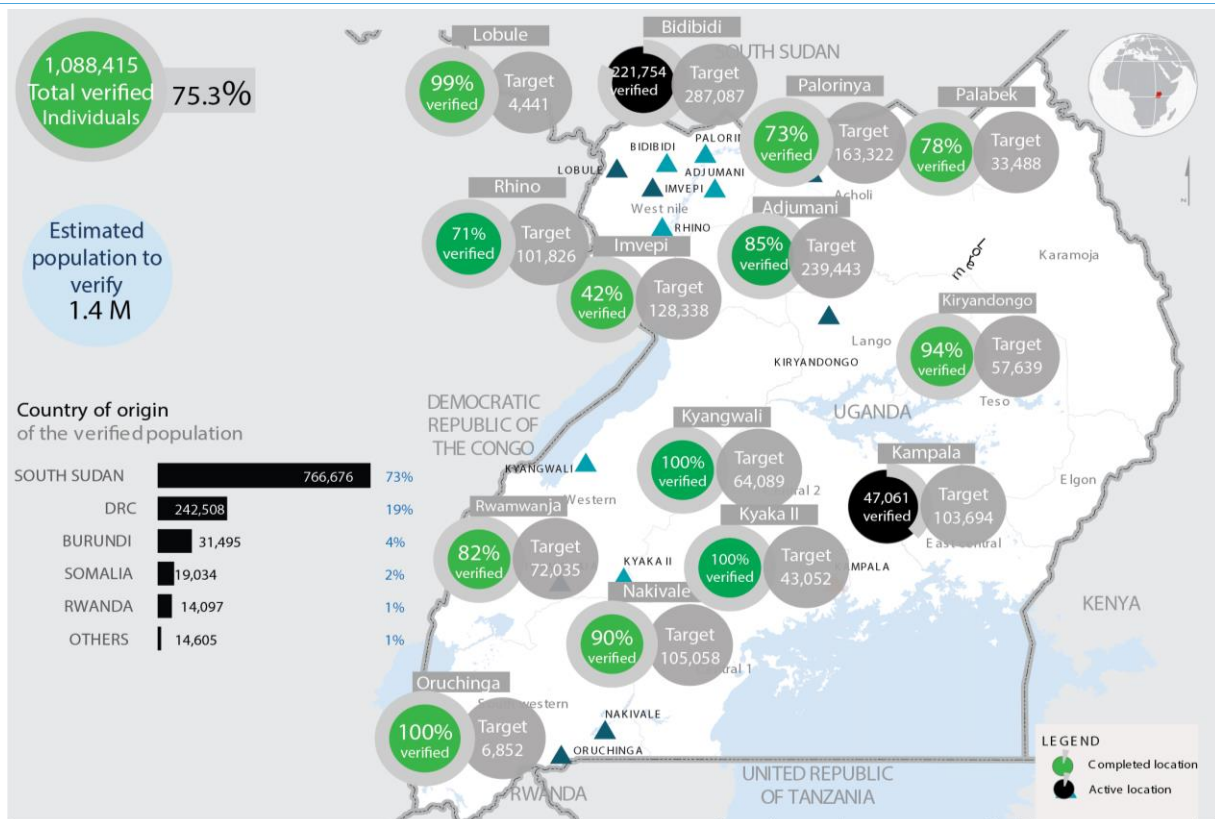 1,088,415
Total verified
Individuals
75.3%
Estimated
population to
verify
1.4 M
Country of origin
of the verified population
SOUTH SUDAN 766,676 73%
DRC 242,508 19%
BURUNDI 31,495 4%
SOMALIA 19,034 2%
RWANDA 14,097 1%
OTHERS 14,605 1%
Lobule
99%
verified
Target
4,441
Bidibidi
221,754
verified
Target
287,087
SOUTH SUDAN
Palorinya
73%
verified
Target
163,322
Palabek
78%
verified
Target
33,488
BIDIBIDI
LOBULE
ADJUMANI
IMVEPI
West nile
RHINO
Acholi
Rhino
71%
verified
Target
101,826
Imvepi
42%
verified
Target
128,338
Adjumani
85%
verified
Target
239,443
Karamoja
Kiryandongo
94%
verified
Target
57,639
Lango
KIRYANDONGO
Teso
DEMOCRATIC
REPUBLIC OF
THE CONGO
UGANDA
Kyangwali
100%
verified
Target
64,089
KYANGWALI
Western
Kampala
47,061
verified
Target
103,694
Elgon
East central
Rwamwanja
82%
verified
Target
72,035
KYAKA II
Kyaka II
100%
verified
Target
43,052
KAMPALA
KENYA
Nakivale
90%
verified
Target
105,058
Oruchinga
100%
verified
Target
6,852
NAKIVALE
ORUCHINGA
RWANDA
UNITED REPUBLIC
OF TANZANIA
LEGEND
Completed location
Active location